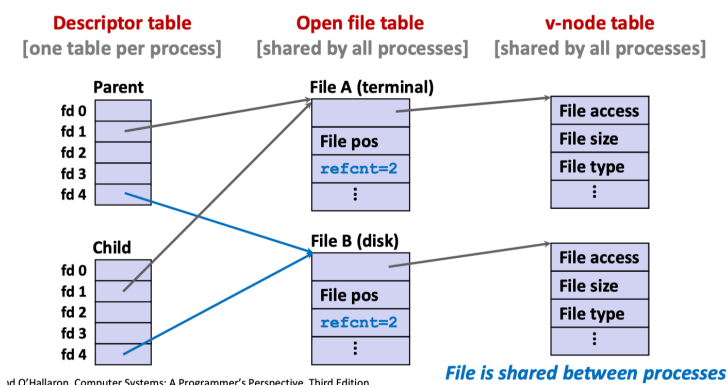 Descriptor table
[one table per process]
Open file table
[shared by all processes]
v-node table
[shared by all processes]
Parent
fd 0
fd 1
fd 2
fd 3
fd 4
File A (terminal)
File pos
refcnt=2
⋮
File access
File size
File type
⋮
Child
fd 0
fd 1
fd 2
fd 3
fd 4
File B (disk)
File pos
refcnt=2
⋮
File access
File size
File type
⋮
File is shared between processes
O'Hallaron, Computer Systems: A Programmer's Perspective, Third Edition